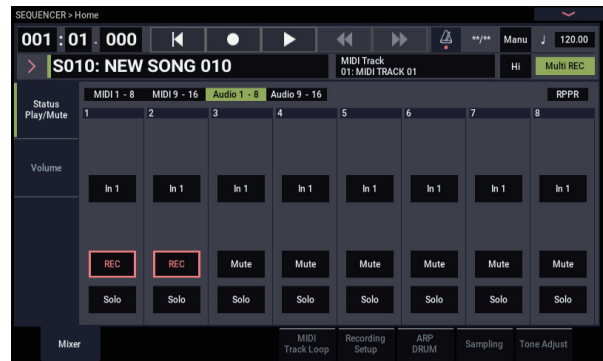 SEQUENCER > Home
001 : 01 . 000 **/** Manu ♩ 120.00
S010: NEW SONG 010
MIDI Track
01: MIDI TRACK 01
Hi Multi REC
Status
Play/Mute
MIDI 1 - 8 MIDI 9 - 16 Audio 1 - 8 Audio 9 - 16 RPPR
1 2 3 4 5 6 7 8
Volume
In 1 In 1 In 1 In 1 In 1 In 1 In 1 In 1
REC REC Mute Mute Mute Mute Mute Mute
Solo Solo Solo Solo Solo Solo Solo Solo
Mixer
MIDI
Track Loop
Recording
Setup
ARP
DRUM
Sampling
Tone Adjust